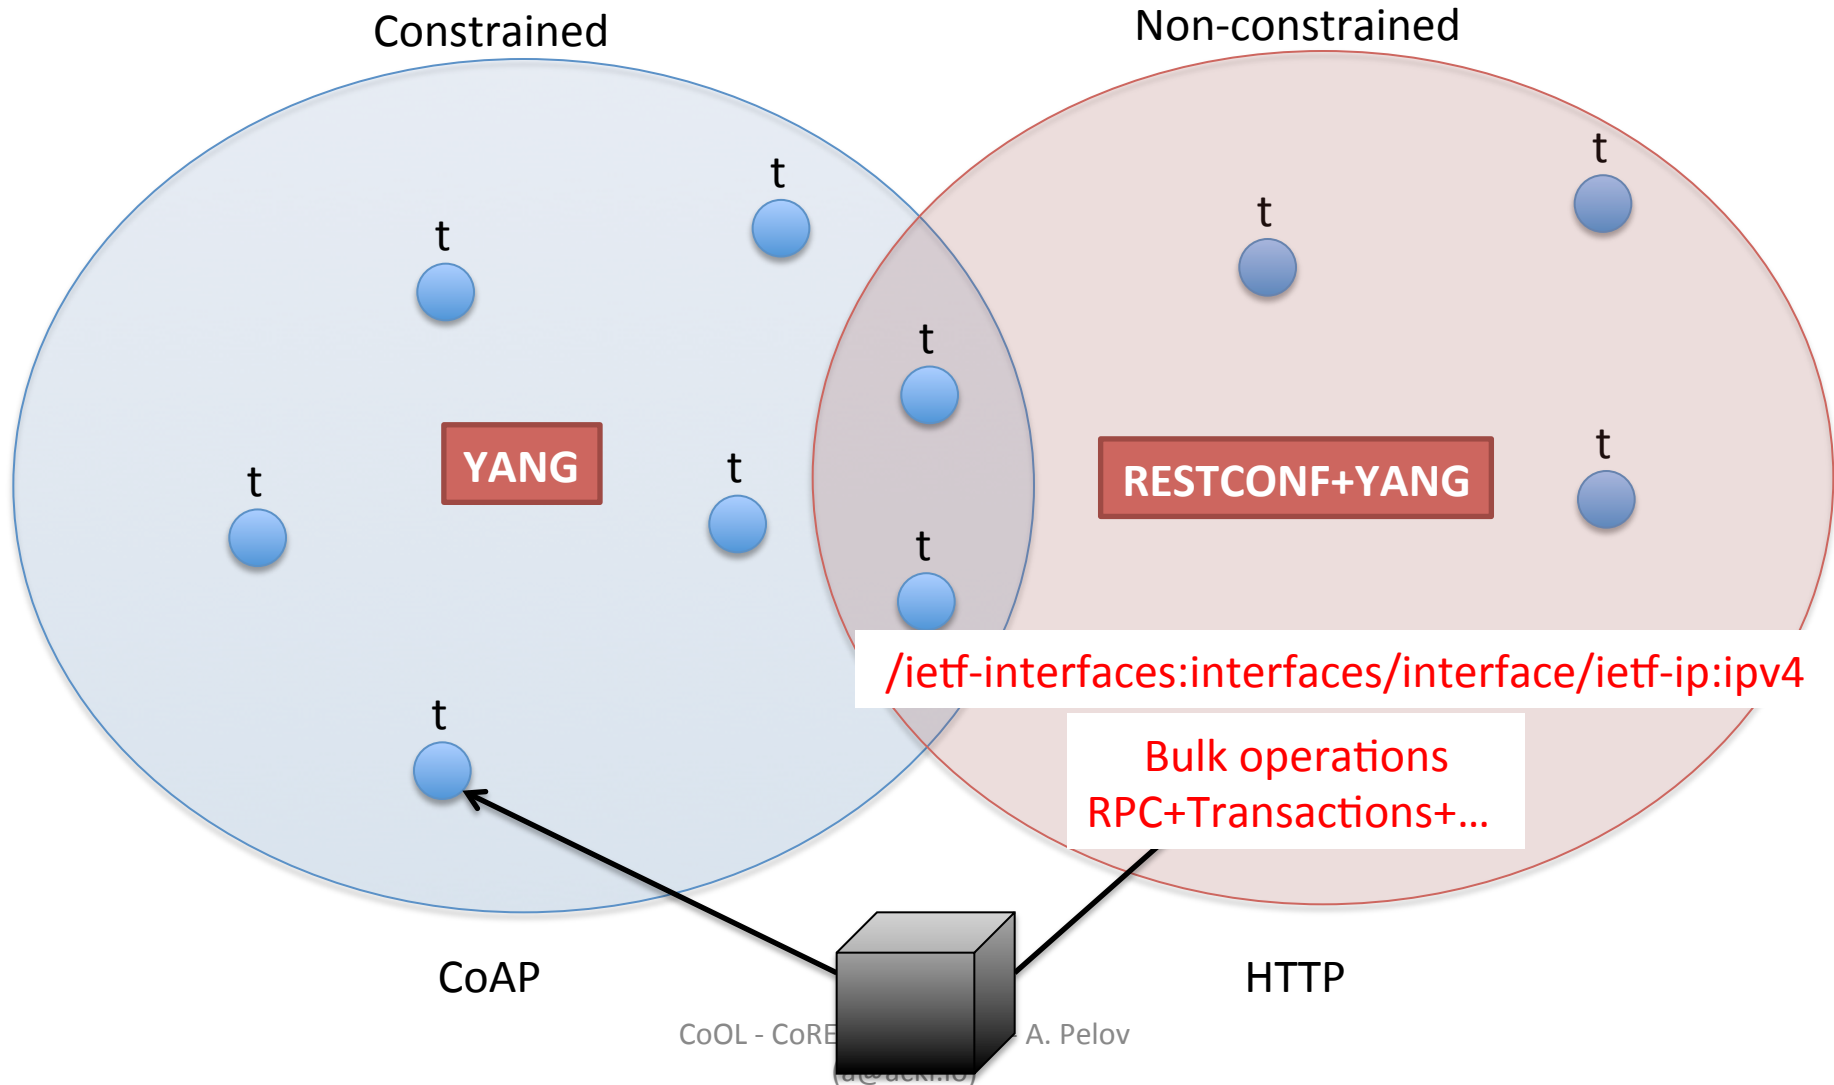 Constrained
Non-constrained
t
t
t
t
t
t
YANG
t
t
t
RESTCONF+YANG
t
t
/ietf-interfaces:interfaces/interface/ietf-ip:ipv4
t
Bulk operations
RPC+Transactions+...
CoAP
HTTP
CoOL - CoRE
A. Pelov